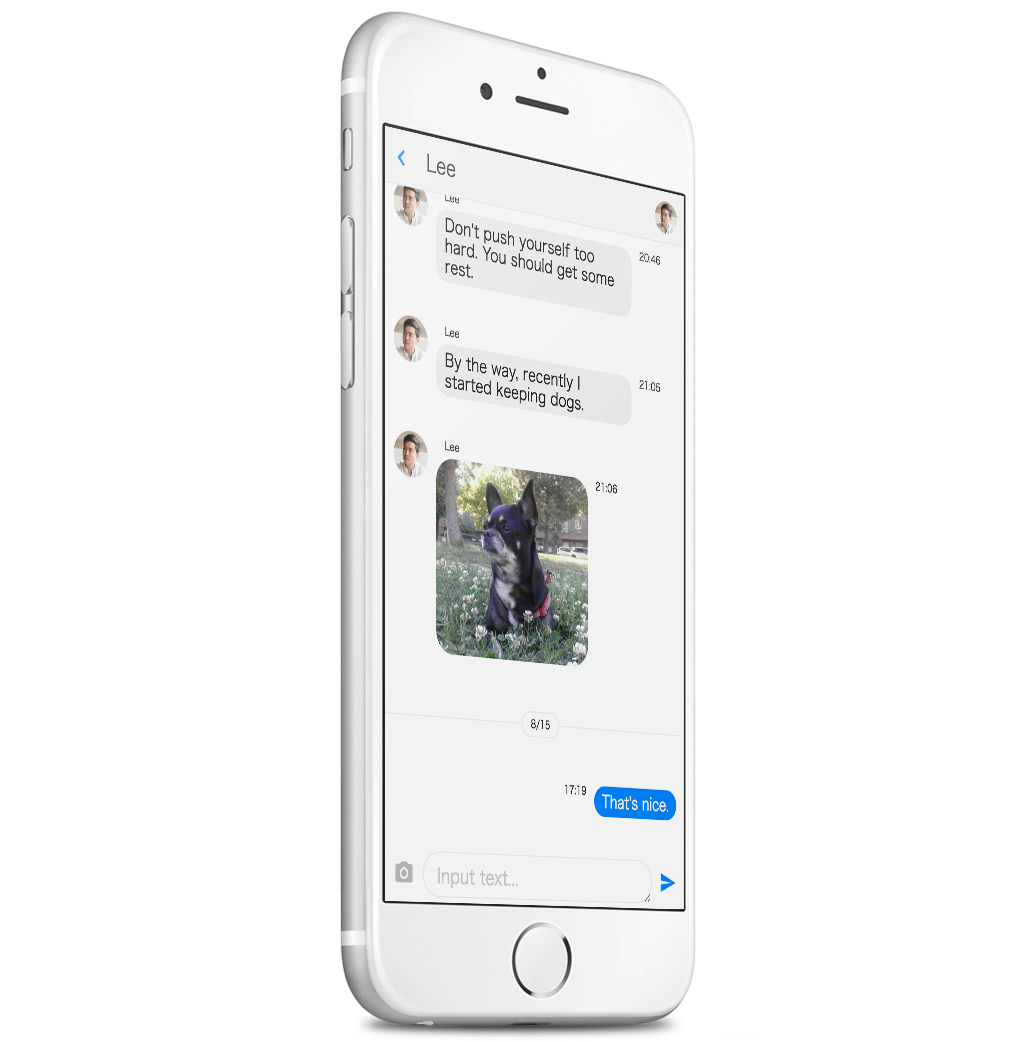 Lee
Lee
Don't push yourself too
hard. You should get some
rest.
20:46
Lee
By the way, recently I
started keeping dogs.
21:05
Lee
21:06
8/15
17:19
That's nice.
Input text...